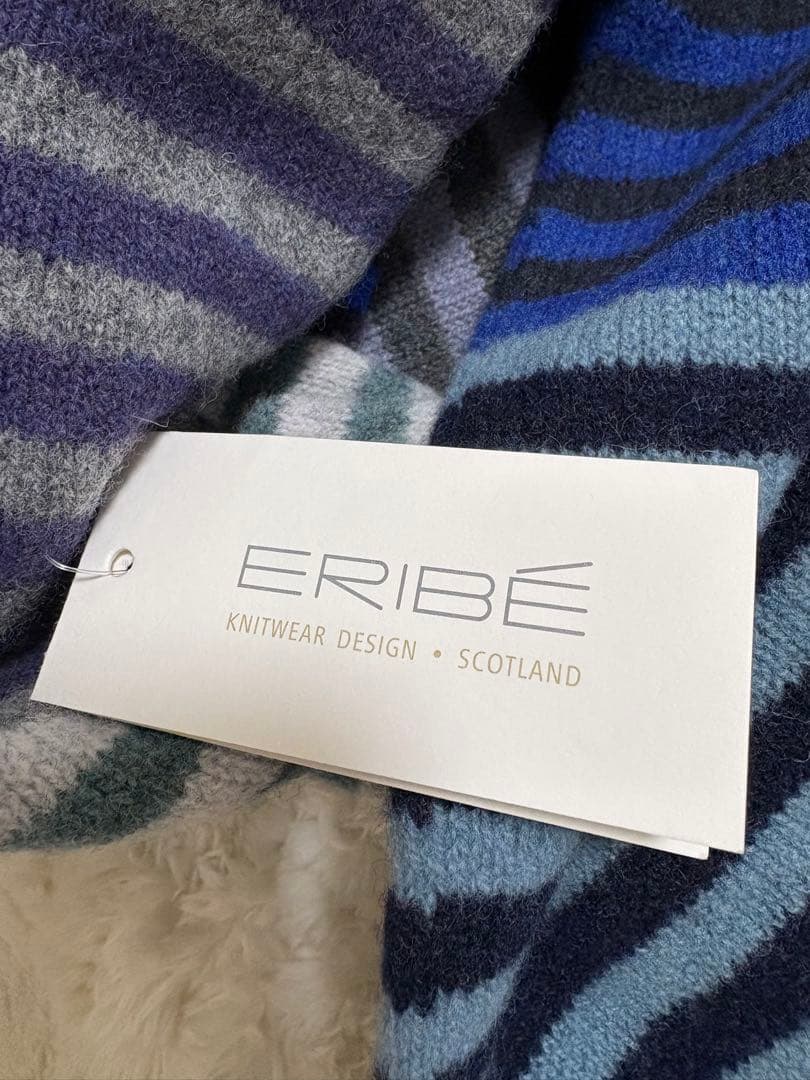 ERIBÉ
KNITWEAR DESIGN • SCOTLAND